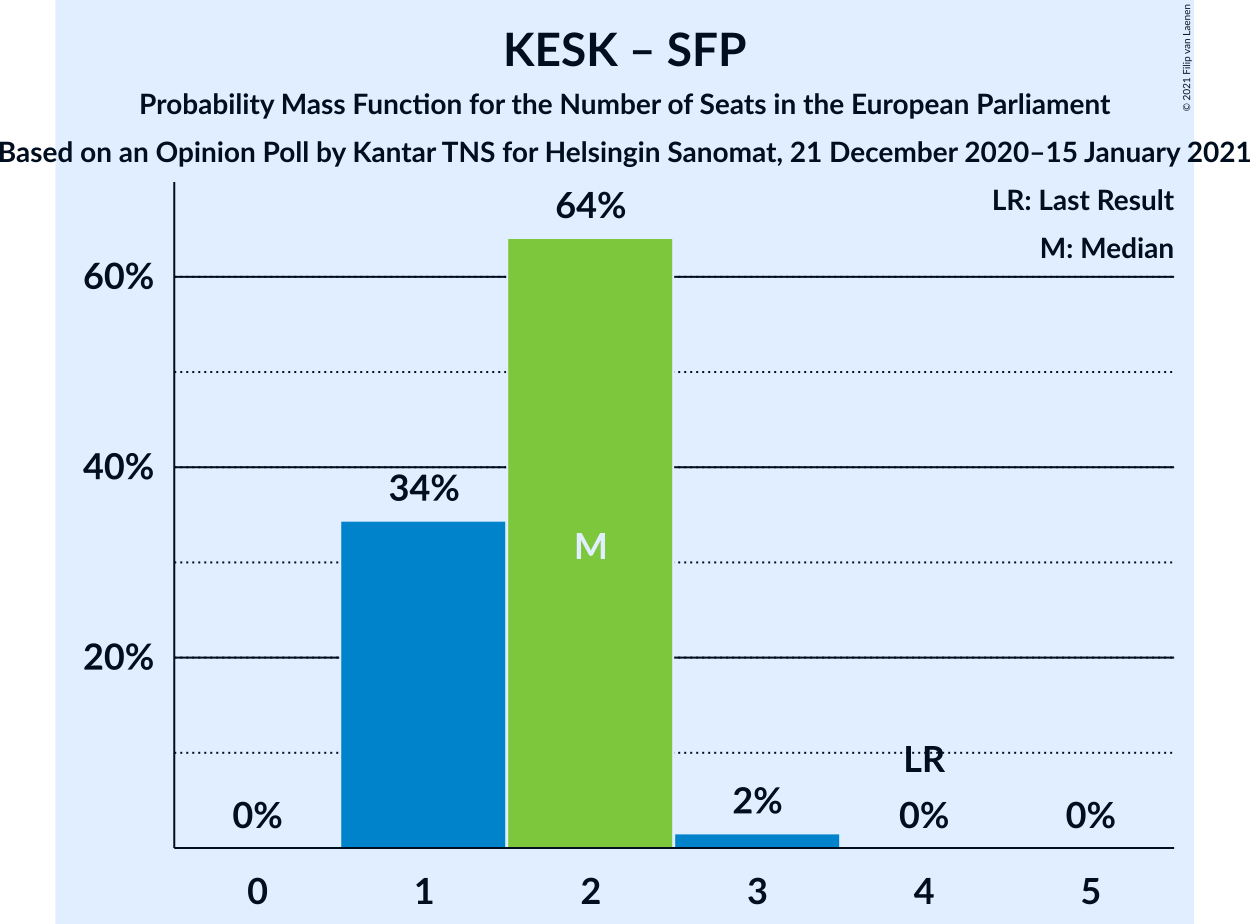 KESK – SFP
Probability Mass Function for the Number of Seats in the European Parliament
Based on an Opinion Poll by Kantar TNS for Helsingin Sanomat, 21 December 2020–15 January 2021
© 2021 Filip van Laenen
LR: Last Result
M: Median
64%
60%
40%
34%
M
20%
LR
0%
2%
0%
0%
0
1
2
3
4
5